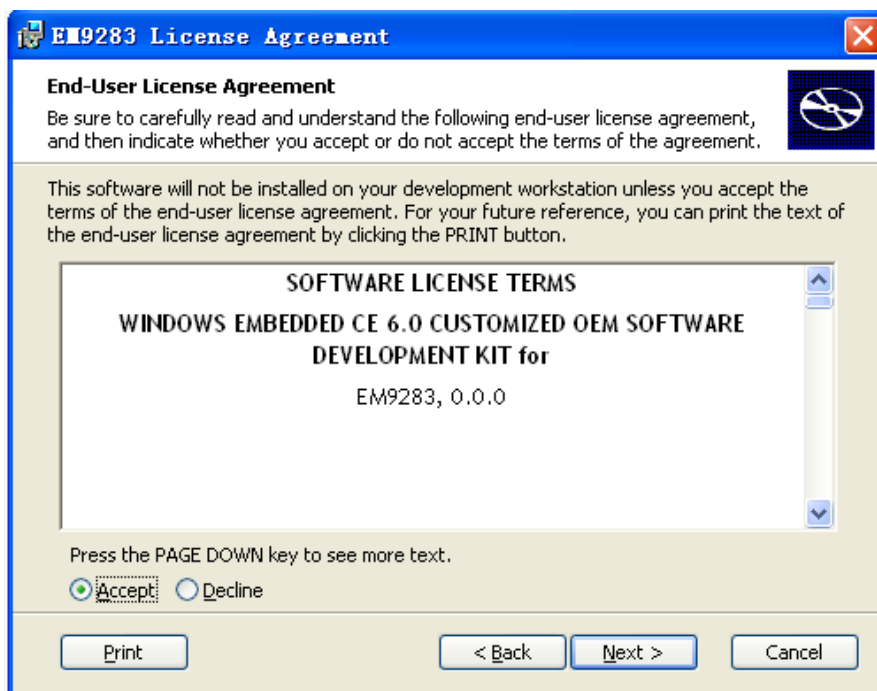 EM9283 License Agreement
End-User License Agreement
Be sure to carefully read and understand the following end-user license agreement,
and then indicate whether you accept or do not accept the terms of the agreement.
This software will not be installed on your development workstation unless you accept the
terms of the end-user license agreement. For your future reference, you can print the text of
the end-user license agreement by clicking the PRINT button.
SOFTWARE LICENSE TERMS
WINDOWS EMBEDDED CE 6.0 CUSTOMIZED OEM SOFTWARE
DEVELOPMENT KIT for
EM9283, 0.0.0
Press the PAGE DOWN key to see more text.
Accept Decline
Print < Back Next > Cancel